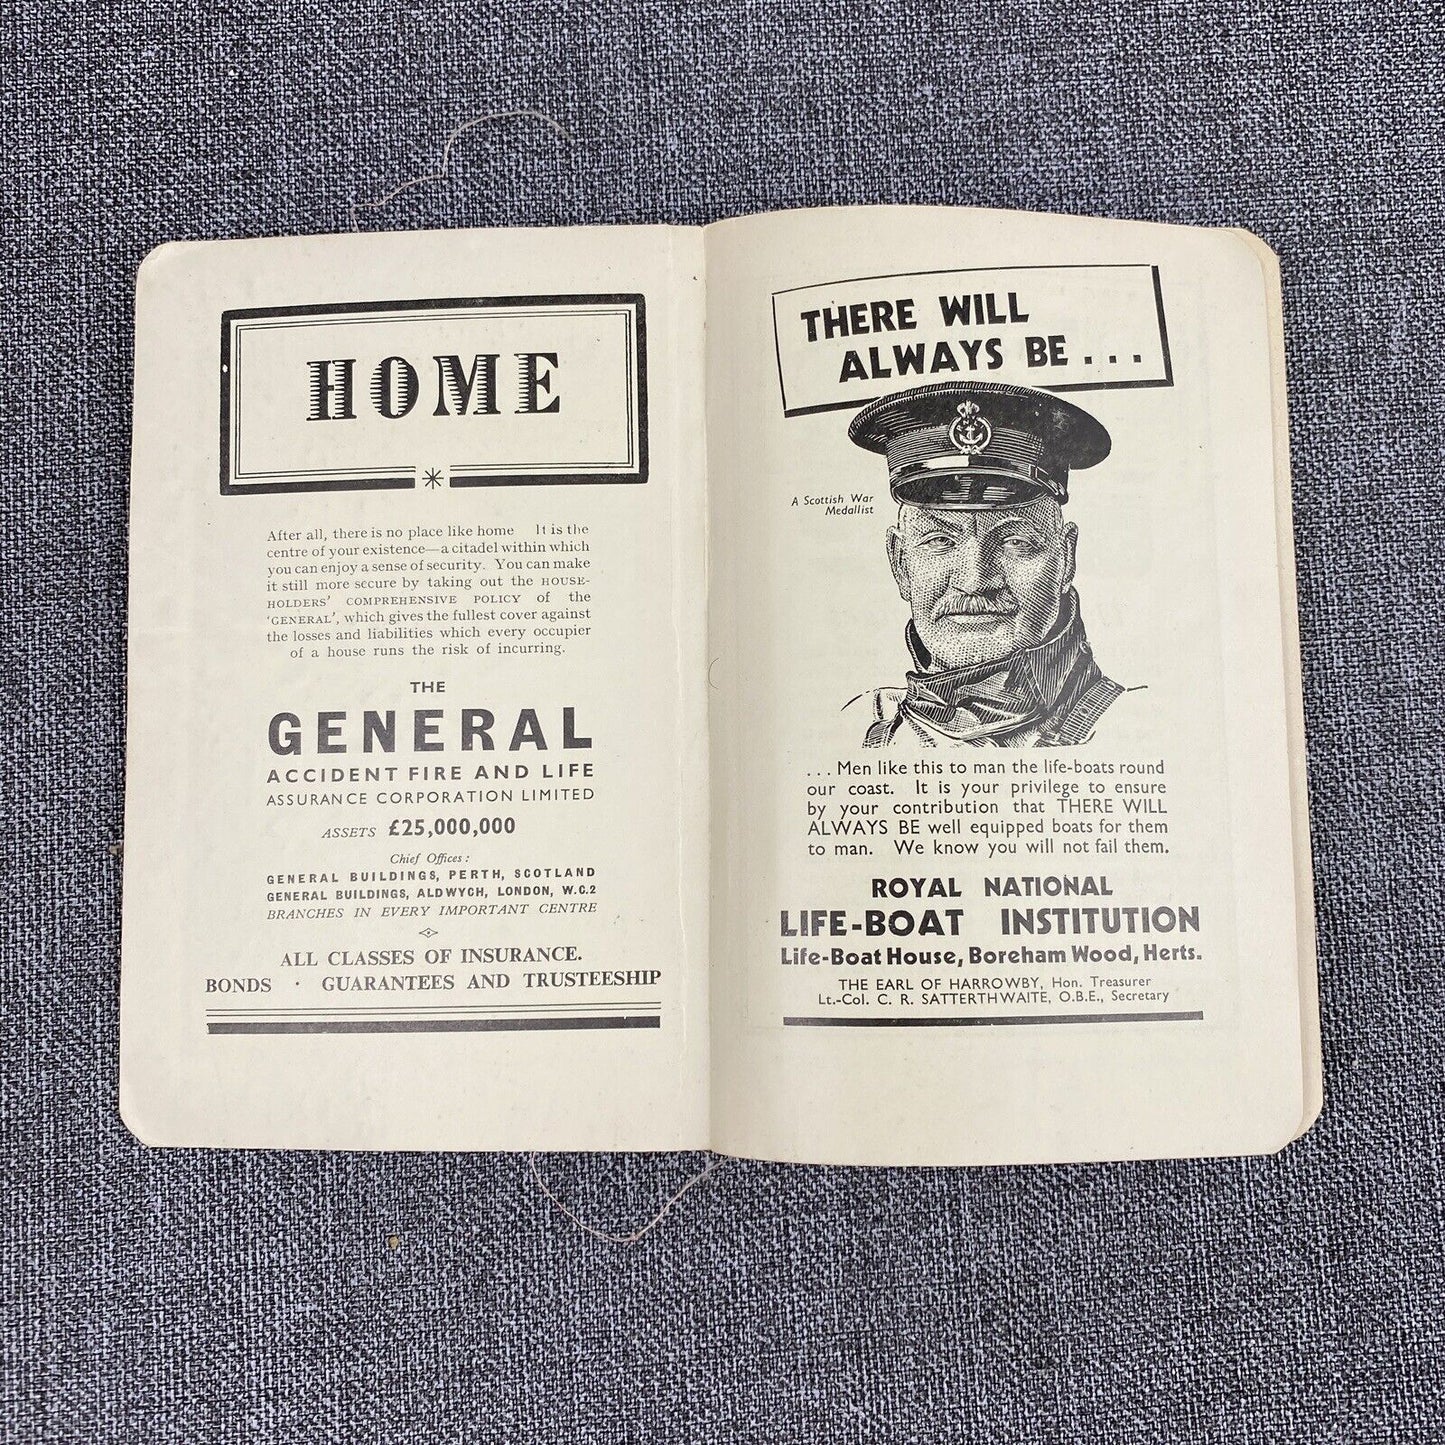 HOME
After all, there is no place like home It is the
centre of your existence—a citadel within which
you can enjoy a sense of security. You can make
it still more secure by taking out the HOUSE-
HOLDERS' COMPREHENSIVE POLICY of the
'GENERAL', which gives the fullest cover against
the losses and liabilities which every occupier
of a house runs the risk of incurring.
THE
GENERAL
ACCIDENT FIRE AND LIFE
ASSURANCE CORPORATION LIMITED
ASSETS £25,000,000
Chief Offices:
GENERAL BUILDINGS, PERTH, SCOTLAND
GENERAL BUILDINGS, ALDWYCH, LONDON, W.C.2
BRANCHES IN EVERY IMPORTANT CENTRE
ALL CLASSES OF INSURANCE.
BONDS · GUARANTEES AND TRUSTEESHIP
THERE WILL
ALWAYS BE...
A Scottish War
Medallist
...Men like this to man the life-boats round
our coast. It is your privilege to ensure
by your contribution that THERE WILL
ALWAYS BE well equipped boats for them
to man. We know you will not fail them.
ROYAL NATIONAL
LIFE-BOAT INSTITUTION
Life-Boat House, Boreham Wood, Herts.
THE EARL OF HARROWBY, Hon. Treasurer
Lt.-Col. C. R. SATTERTHWAITE, O.B.E., Secretary